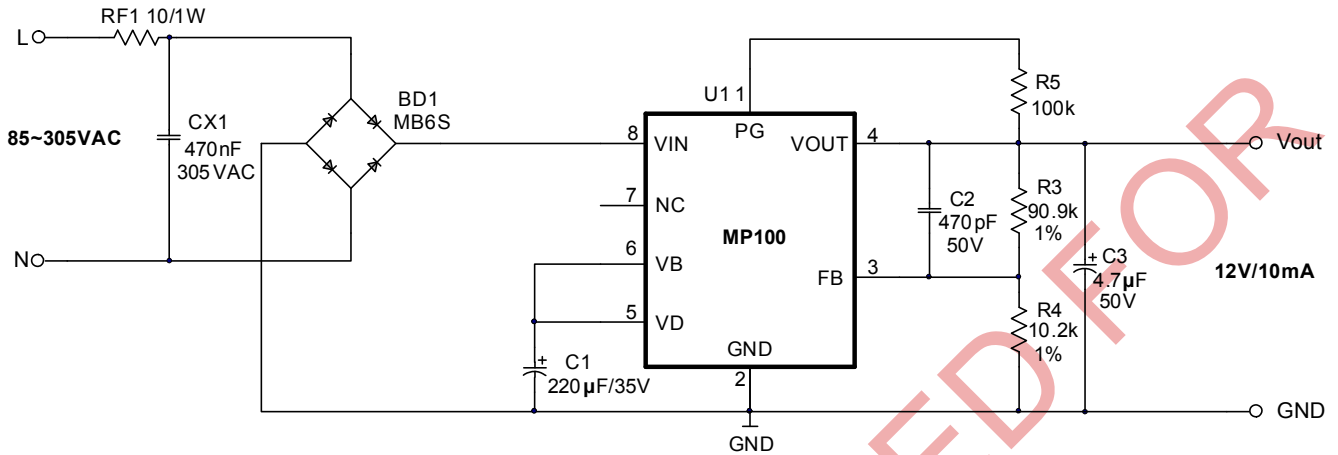 RF1 10/1W
L
85~305VAC
CX1
470nF
305VAC
N
BD1
MB6S
U1 1
PG
8
VIN
7
NC
6
VB
5
VD
MP100
VOUT
4
FB
3
GND
2
GND
C1
+
220µF/35V
R5
100k
C2
470pF
50V
R3
90.9k
1%
R4
10.2k
1%
+
C3
4.7µF
50V
Vout
12V/10mA
GND
ED FOR